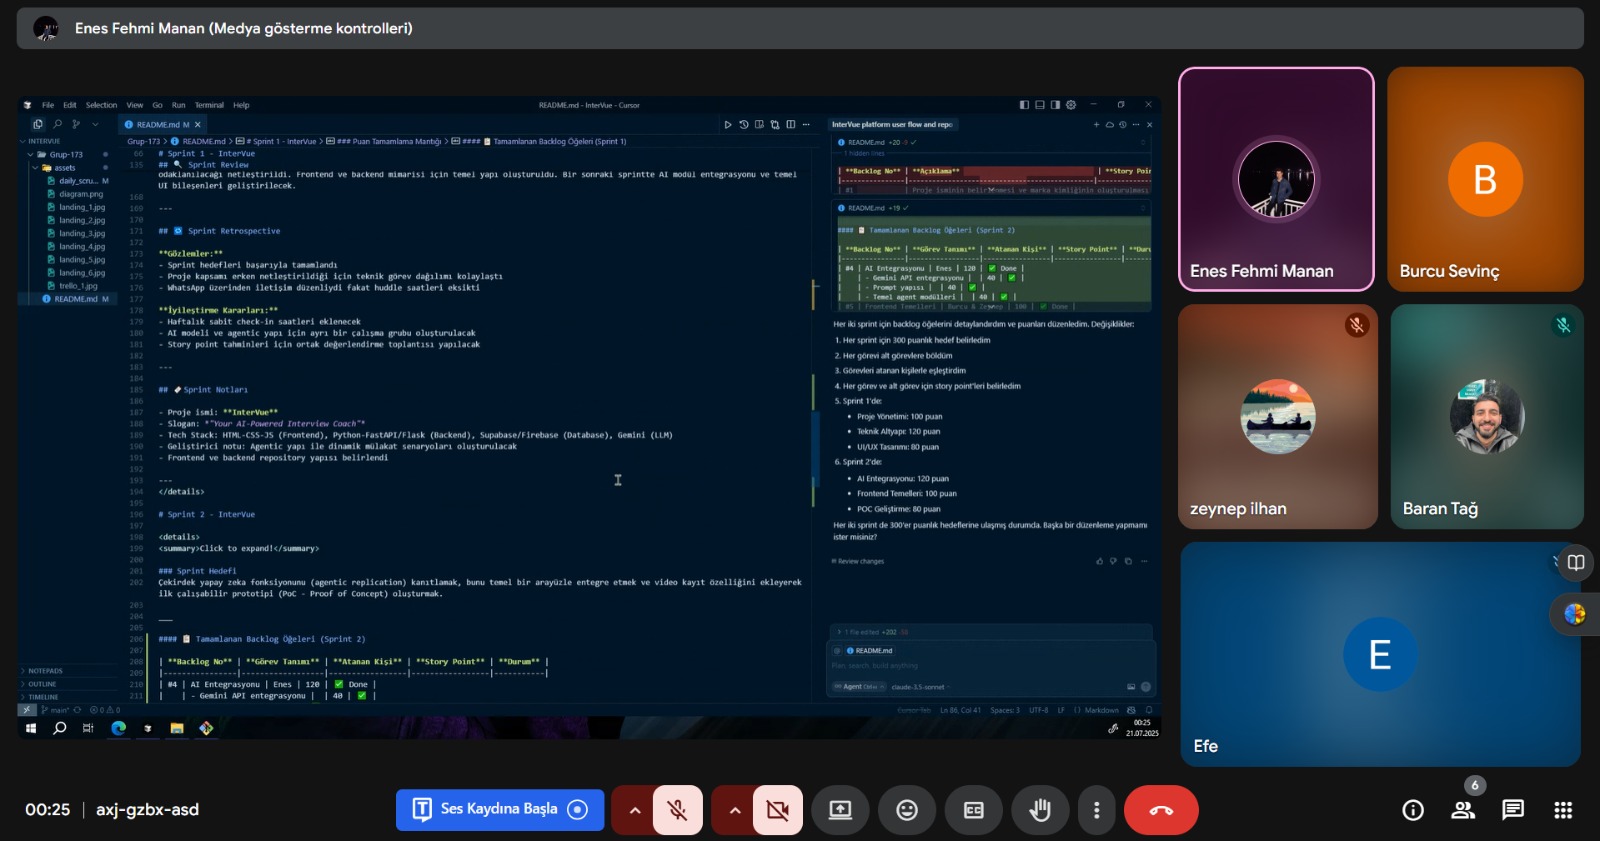 Enes Fehmi Manan (Medya gösterme kontrolleri)
File Edit Selection View Go Run Terminal Help
README.md - InterVue - Cursor
INTERVUE
Grup-173
assets
daily_scru... M
diagram.png
landing_1.jpg
landing_2.jpg
landing_3.jpg
landing_4.jpg
landing_5.jpg
landing_6.jpg
trello_1.jpg
README.md M
NOTEPADS
OUTLINE
TIMELINE
README.md M
Grup-173 > README.md > # Sprint 1 - InterVue > ### Puan Tamamlama Mantığı > #### 📋 Tamamlanan Backlog Öğeleri (Sprint 1)
66 # Sprint 1 - InterVue
135 ## 🔍 Sprint Review
odaklanılacağı netleştirildi. Frontend ve backend mimarisi için temel yapı oluşturuldu. Bir sonraki sprintte AI modül entegrasyonu ve temel
UI bileşenleri geliştirilecek.
168
169 ---
170
171 ## 🔄 Sprint Retrospective
172
173 **Gözlemler:**
174 - Sprint hedefleri başarıyla tamamlandı
175 - Proje kapsamı erken netleştirildiği için teknik görev dağılımı kolaylaştı
176 - WhatsApp üzerinden iletişim düzenliydi fakat huddle saatleri eksikti
177
178 **İyileştirme Kararları:**
179 - Haftalık sabit check-in saatleri eklenecek
180 - AI modeli ve agentic yapı için ayrı bir çalışma grubu oluşturulacak
181 - Story point tahminleri için ortak değerlendirme toplantısı yapılacak
182
183 ---
184
185 ## Sprint Notları
186
187 - Proje ismi: **InterVue**
188 - Slogan: *"Your AI-Powered Interview Coach"*
189 - Tech Stack: HTML-CSS-JS (Frontend), Python-FastAPI/Flask (Backend), Supabase/Firebase (Database), Gemini (LLM)
190 - Geliştirici notu: Agentic yapı ile dinamik mülakat senaryoları oluşturulacak
191 - Frontend ve backend repository yapısı belirlendi
192
193 ---
194 </details>
195
196 # Sprint 2 - InterVue
197
198 <details>
199 <summary>Click to expand!</summary>
200
201 ### Sprint Hedefi
202 Çekirdek yapay zeka fonksiyonunu (agentic replication) kanıtlamak, bunu temel bir arayüzle entegre etmek ve video kayıt özelliğini ekleyerek
ilk çalışabilir prototipi (PoC - Proof of Concept) oluşturmak.
203
204 ___
205
206 #### 📋 Tamamlanan Backlog Öğeleri (Sprint 2)
207
208 | **Backlog No** | **Görev Tanımı** | **Atanan Kişi** | **Story Point** | **Durum** |
209 |----------------|------------------|-----------------|-----------------|-----------|
210 | #4 | AI Entegrasyonu | Enes | 120 | ✅ Done |
211 | | - Gemini API entegrasyonu | | 40 | ✅ |
InterVue platform user flow and repo
README.md +20 -9 ✓
1 hidden lines
| **Backlog No** | **Açıklama** | **Story Poin
| #1 | Proje isminin belirlenmesi ve marka kimliğinin oluşturulması
README.md +19 ✓
#### 📋 Tamamlanan Backlog Öğeleri (Sprint 2)
| **Backlog No** | **Görev Tanımı** | **Atanan Kişi** | **Story Point** | **Duru
| #4 | AI Entegrasyonu | Enes | 120 | ✅ Done |
| | - Gemini API entegrasyonu | | 40 | ✅ |
| | - Prompt yapısı | | 40 | ✅ |
| | - Temel agent modülleri | | 40 | ✅ |
| #5 | Frontend Temelleri | Burcu & Zeynep | 100 | ✅ Done |
Her iki sprint için backlog öğelerini detaylandırdım ve puanları düzenledim. Değişiklikler:
1. Her sprint için 300 puanlık hedef belirledim
2. Her görevi alt görevlere böldüm
3. Görevleri atanan kişilerle eşleştirdim
4. Her görev ve alt görev için story point'leri belirledim
5. Sprint 1'de:
• Proje Yönetimi: 100 puan
• Teknik Altyapı: 120 puan
• UI/UX Tasarımı: 80 puan
6. Sprint 2'de:
• AI Entegrasyonu: 120 puan
• Frontend Temelleri: 100 puan
• POC Geliştirme: 80 puan
Her iki sprint de 300'er puanlık hedeflerine ulaşmış durumda. Başka bir düzenleme yapmamı
ister misiniz?
Review changes
1 file edited +202 -58
README.md
Plan, search, build anything
Agent Ctrl+I claude-3.5-sonnet
main* 0 0
Cursor Tab Ln 86, Col 41 Spaces: 3 UTF-8 LF Markdown
00:25
21.07.2025
Enes Fehmi Manan
B
Burcu Sevinç
zeynep ilhan
Baran Tağ
E
Efe
00:25 | axj-gzbx-asd
Ses Kaydına Başla
6